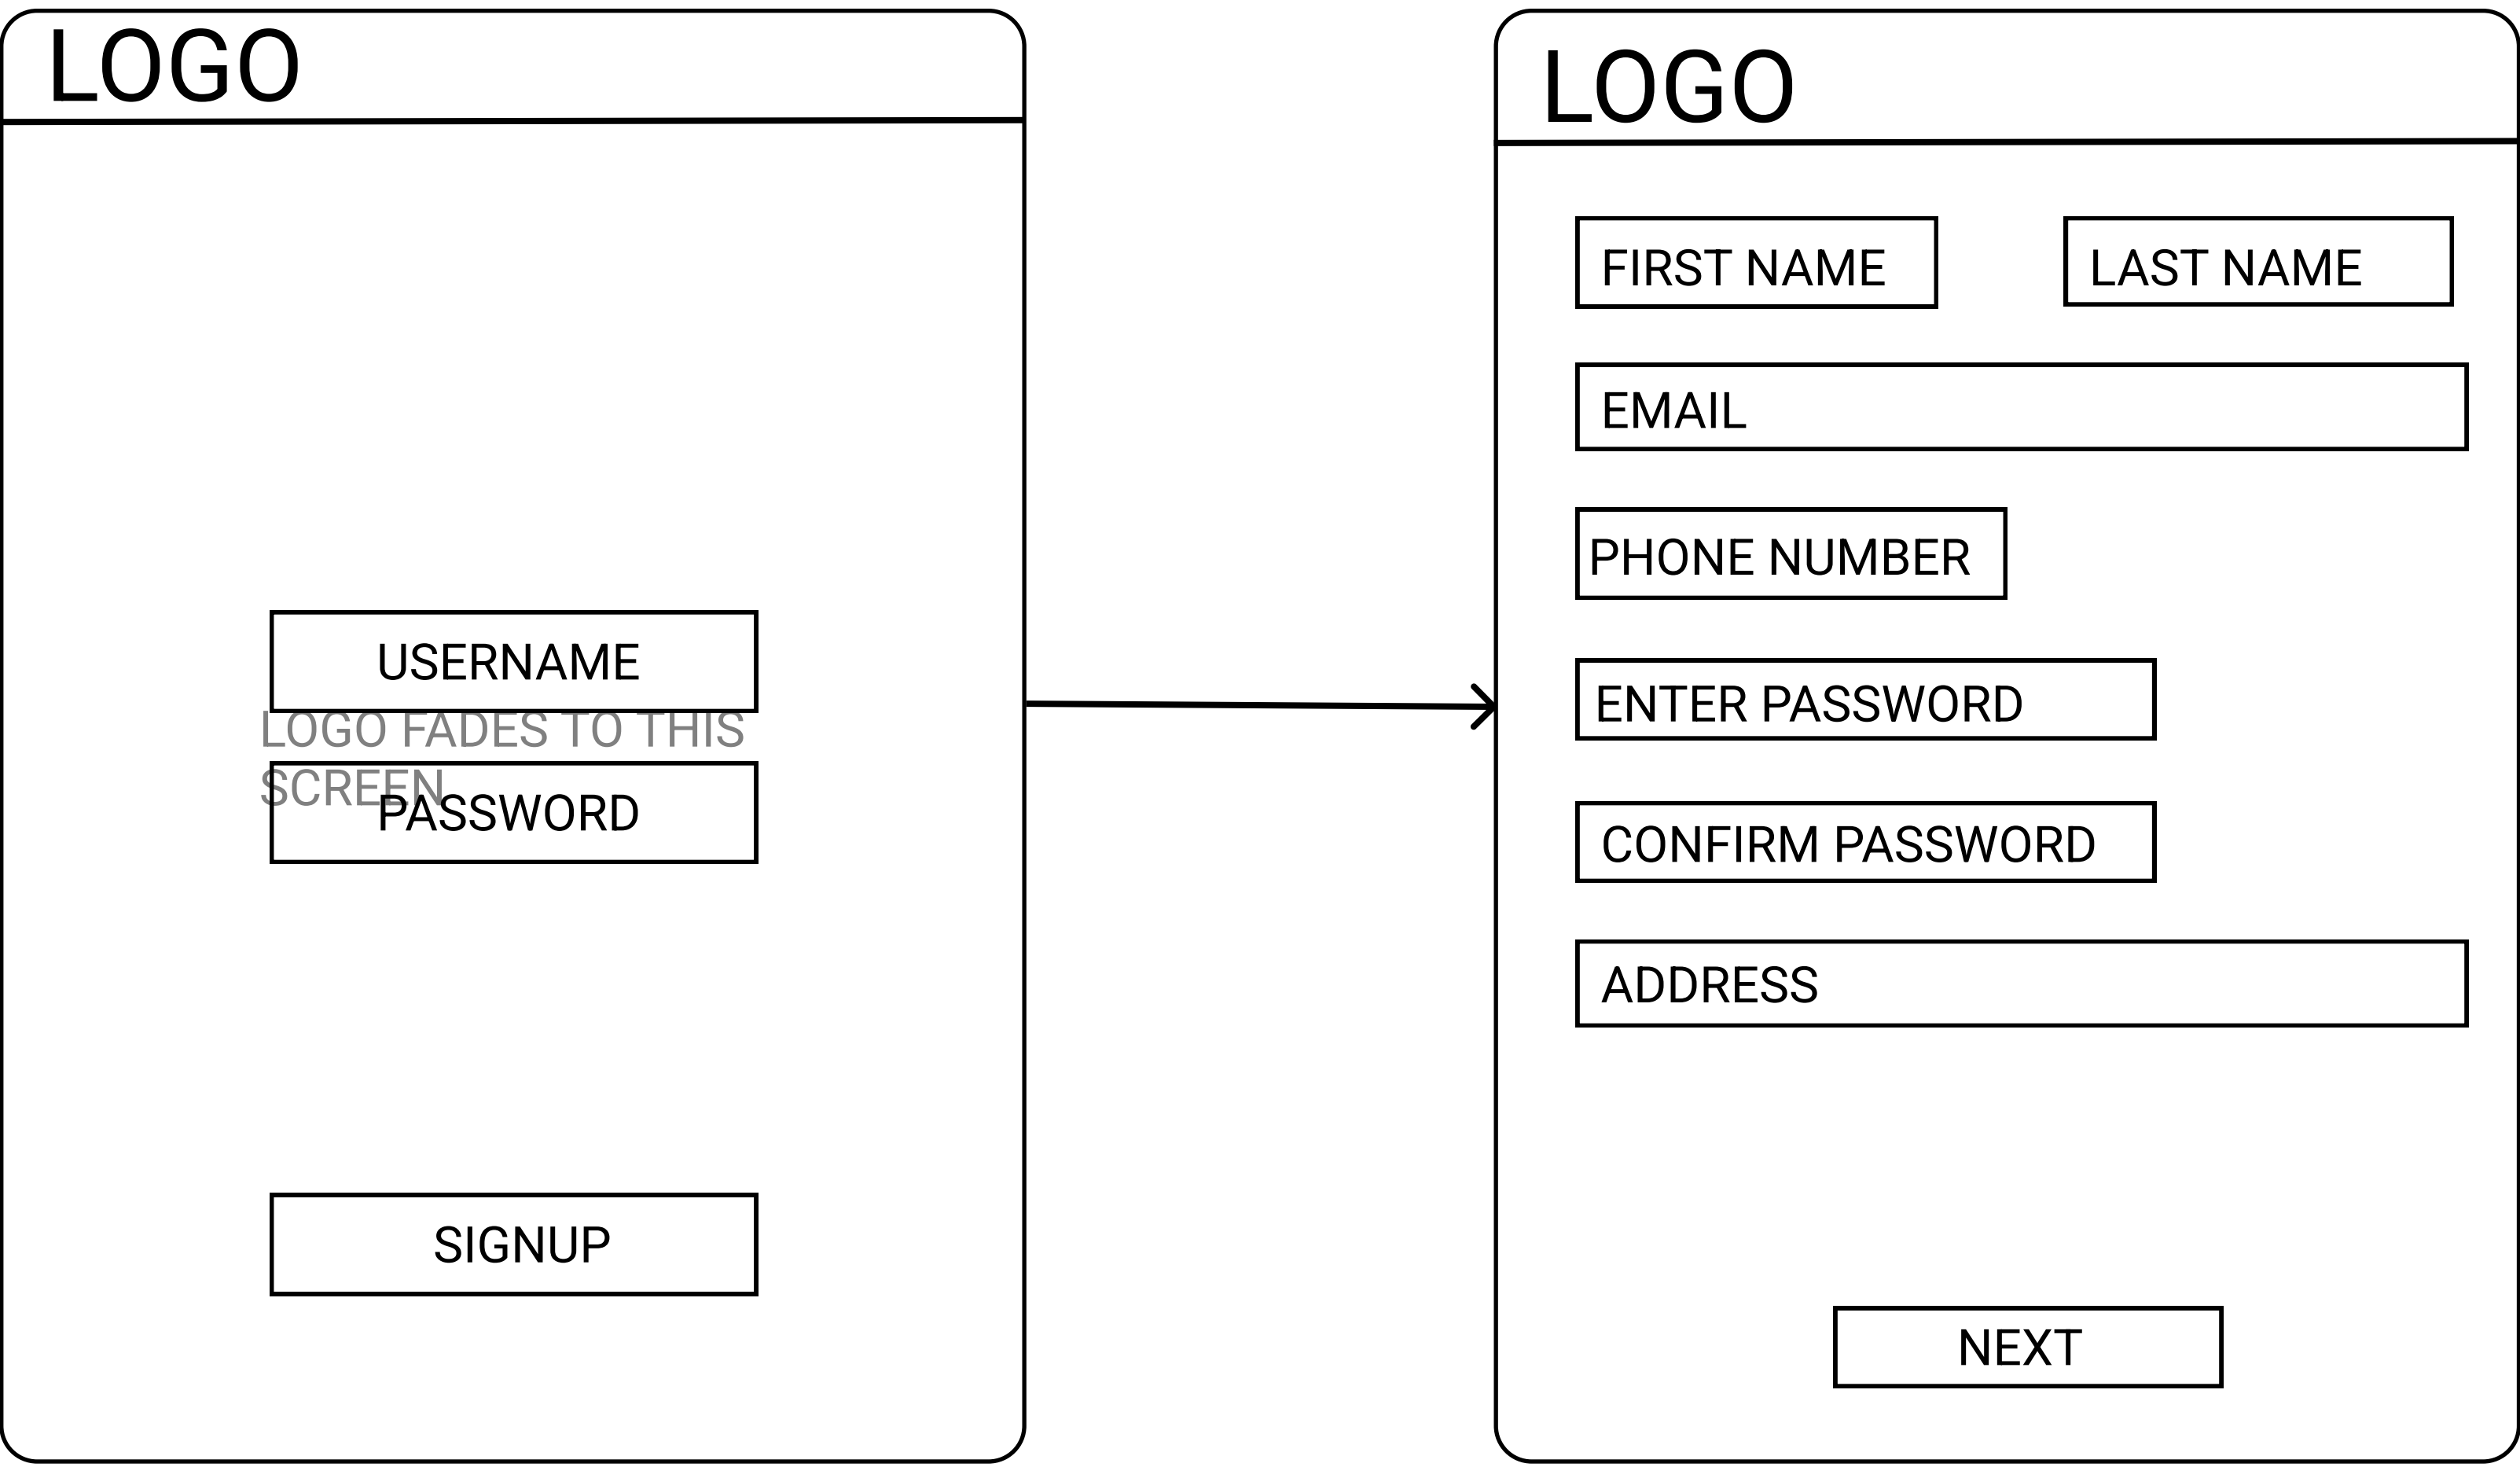 LOGO
USERNAME
LOGO FADES TO THIS
SCREEN
PASSWORD
SIGNUP
LOGO
FIRST NAME
LAST NAME
EMAIL
PHONE NUMBER
ENTER PASSWORD
CONFIRM PASSWORD
ADDRESS
NEXT